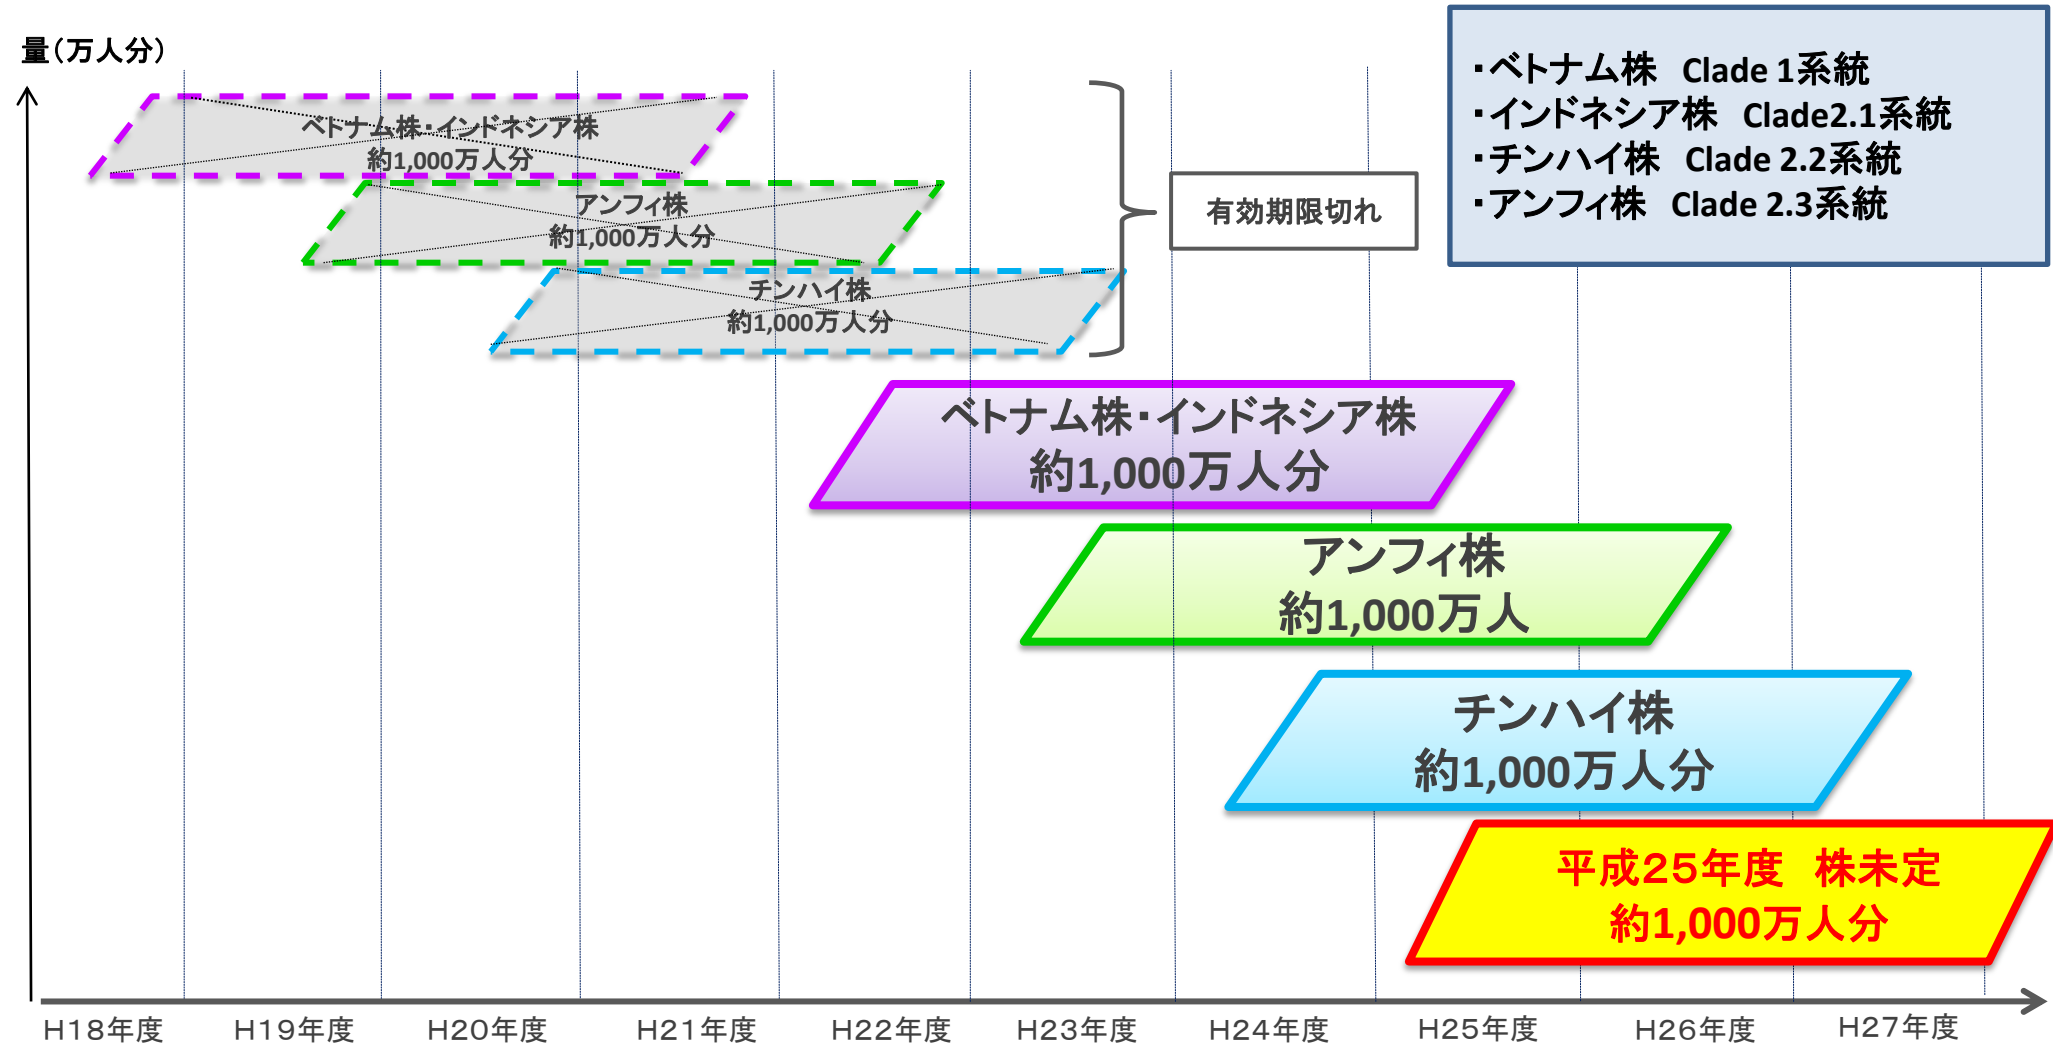 量(万人分)
・ベトナム株 Clade 1系統
・インドネシア株 Clade2.1系統
・チンハイ株 Clade 2.2系統
・アンフィ株 Clade 2.3系統
ベトナム株・インドネシア株
約1,000万人分
アンフィ株
約1,000万人分
チンハイ株
約1,000万人分
有効期限切れ
ベトナム株・インドネシア株
約1,000万人分
アンフィ株
約1,000万人
チンハイ株
約1,000万人分
平成25年度 株未定
約1,000万人分
H18年度
H19年度
H20年度
H21年度
H22年度
H23年度
H24年度
H25年度
H26年度
H27年度